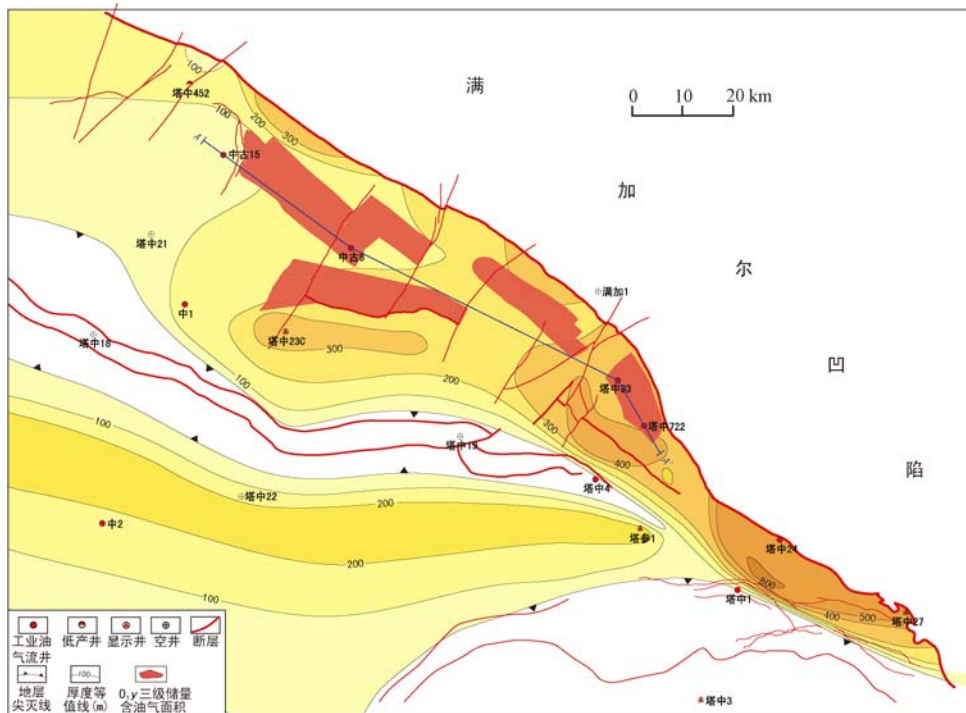 满
加
尔
凹
陷
0 10 20 km
100
塔中452
100
200
300
A
中古15
塔中21
中古8
满加1
中1
塔中23C
300
塔中18
200
100
塔中83
塔中722
A'
300
400
塔中19
100
塔中4
塔中22
200
中2
塔参1
200
塔中24
600
塔中1
100
400
500
塔中27
塔中3
工业油
气流井
低产井
显示井
空井
断层
地层
尖灭线
100
厚度等
值线(m)
O₃y三级储量
含油气面积